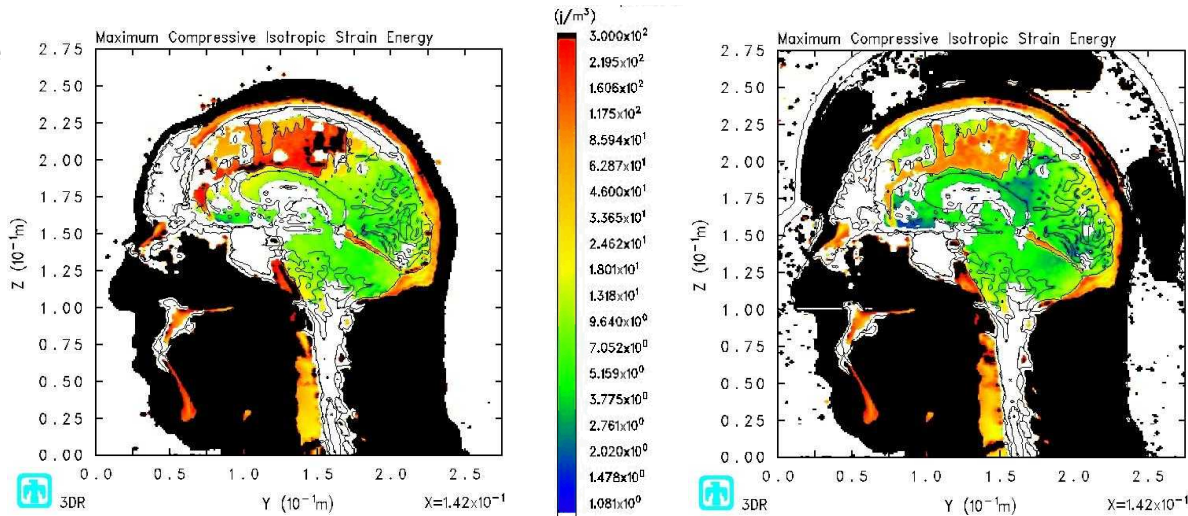 Maximum Compressive Isotropic Strain Energy
2.75
2.50
2.25
2.00
1.75
1.50
1.25
1.00
0.75
0.50
0.25
0.00
Z (10⁻¹m)
0.0 0.5 1.0 1.5 2.0 2.5
3DR Y (10⁻¹m) X=1.42x10⁻¹
(j/m³)
3.000x10²
2.195x10²
1.606x10²
1.175x10²
8.594x10¹
6.287x10¹
4.600x10¹
3.365x10¹
2.462x10¹
1.801x10¹
1.318x10¹
9.640x10⁰
7.052x10⁰
5.159x10⁰
3.775x10⁰
2.761x10⁰
2.020x10⁰
1.478x10⁰
1.081x10⁰
Maximum Compressive Isotropic Strain Energy
2.75
2.50
2.25
2.00
1.75
1.50
1.25
1.00
0.75
0.50
0.25
0.00
Z (10⁻¹m)
0.0 0.5 1.0 1.5 2.0 2.5
3DR Y (10⁻¹m) X=1.42x10⁻¹